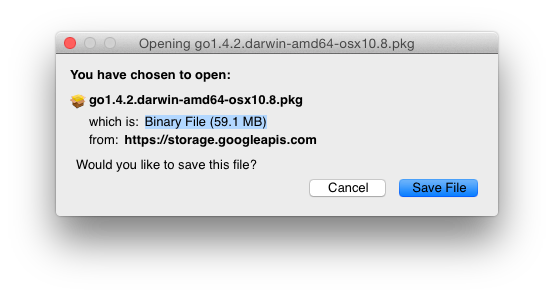 Opening go1.4.2.darwin-amd64-osx10.8.pkg
You have chosen to open:
go1.4.2.darwin-amd64-osx10.8.pkg
which is: Binary File (59.1 MB)
from: https://storage.googleapis.com
Would you like to save this file?
Cancel Save File